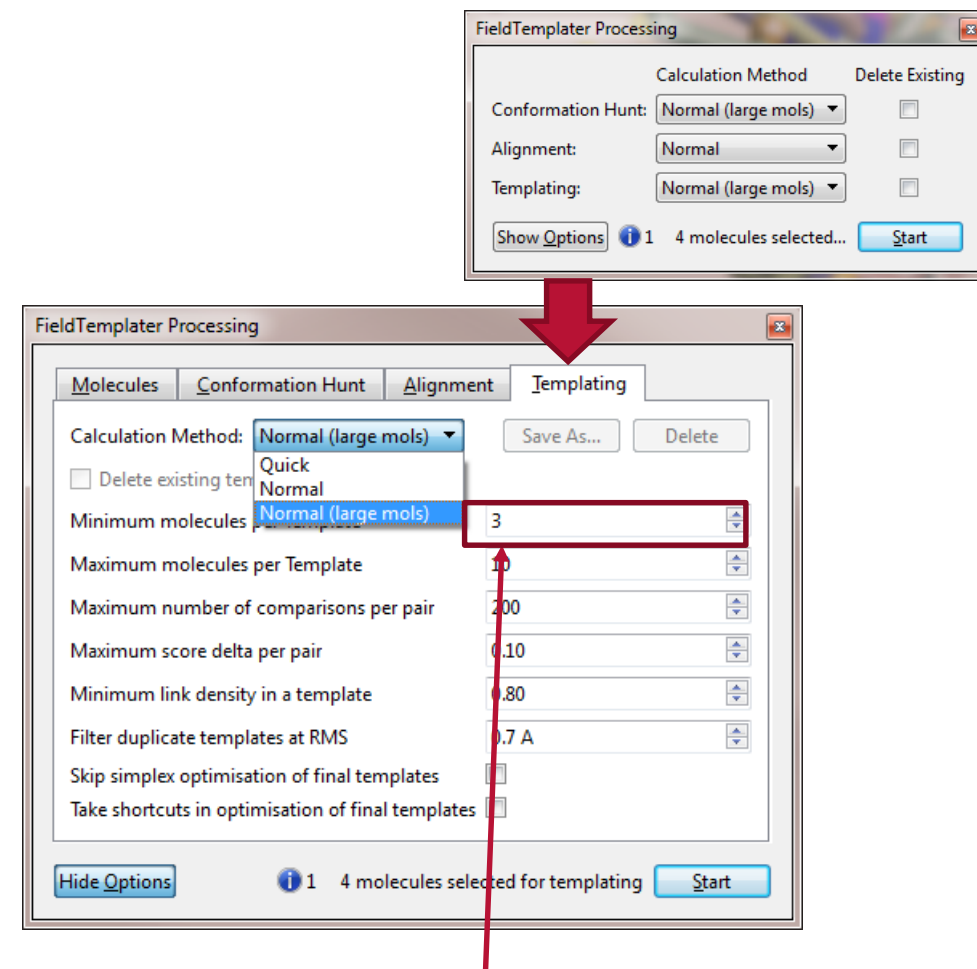 FieldTemplater Processing
Calculation Method Delete Existing
Conformation Hunt: Normal (large mols)
Alignment: Normal
Templating: Normal (large mols)
Show Options 1 4 molecules selected... Start
FieldTemplater Processing
Molecules Conformation Hunt Alignment Templating
Calculation Method: Normal (large mols) Save As... Delete
Quick
Delete existing
Normal
Normal (large mols)
Minimum molecules 3
Maximum molecules per Template 10
Maximum number of comparisons per pair 200
Maximum score delta per pair 0.10
Minimum link density in a template 0.80
Filter duplicate templates at RMS 0.7 A
Skip simplex optimisation of final templates
Take shortcuts in optimisation of final templates
Hide Options 1 4 molecules selected for templating Start